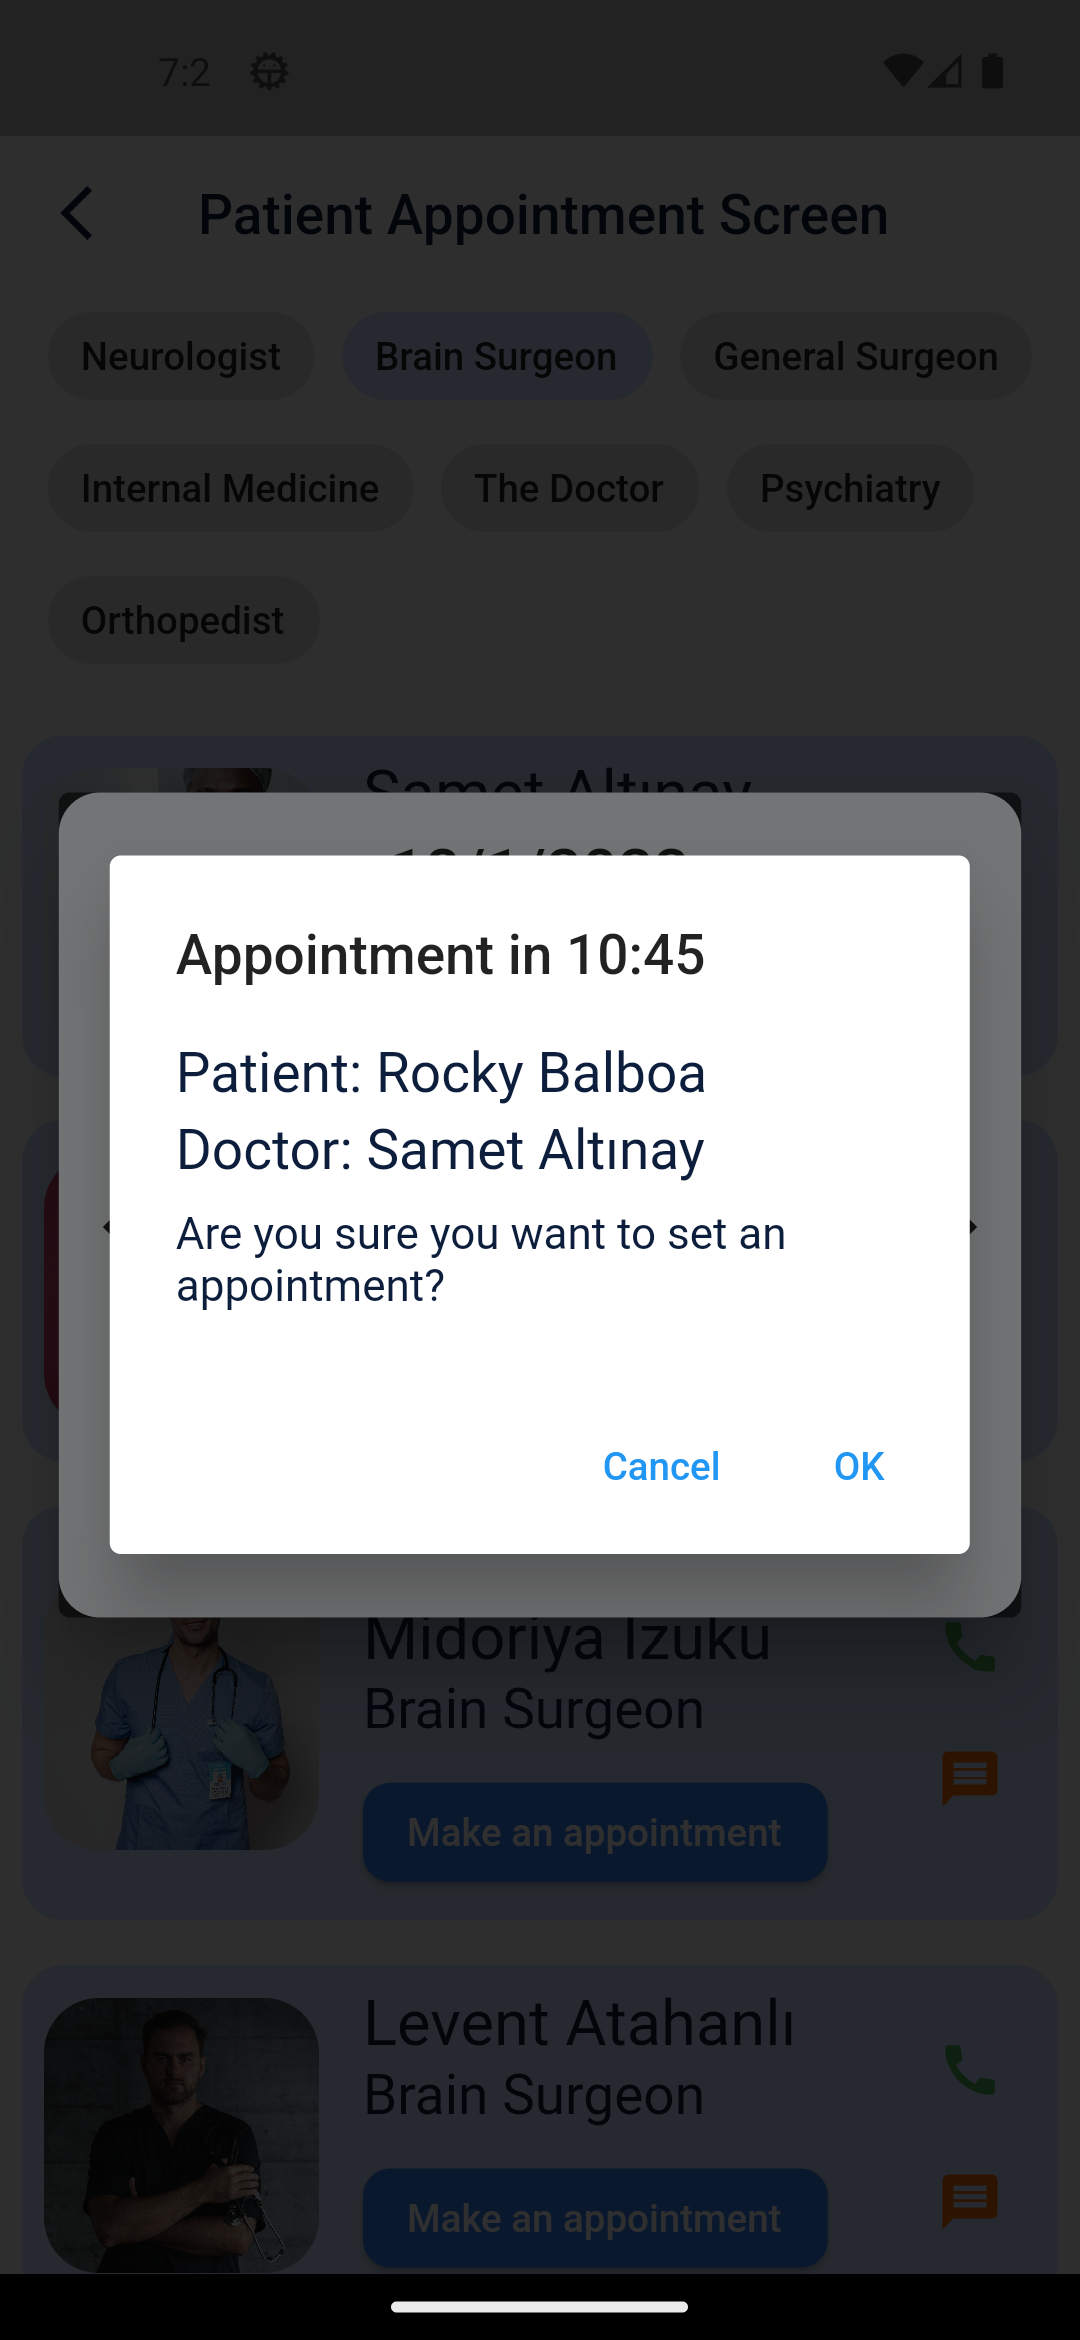 7:2
Patient Appointment Screen
Neurologist Brain Surgeon General Surgeon
Internal Medicine The Doctor Psychiatry
Orthopedist
Samet Altınay
Appointment in 10:45
Patient: Rocky Balboa
Doctor: Samet Altınay
Are you sure you want to set an
appointment?
Cancel OK
Midoriya Izuku
Brain Surgeon
Make an appointment
Levent Atahanlı
Brain Surgeon
Make an appointment